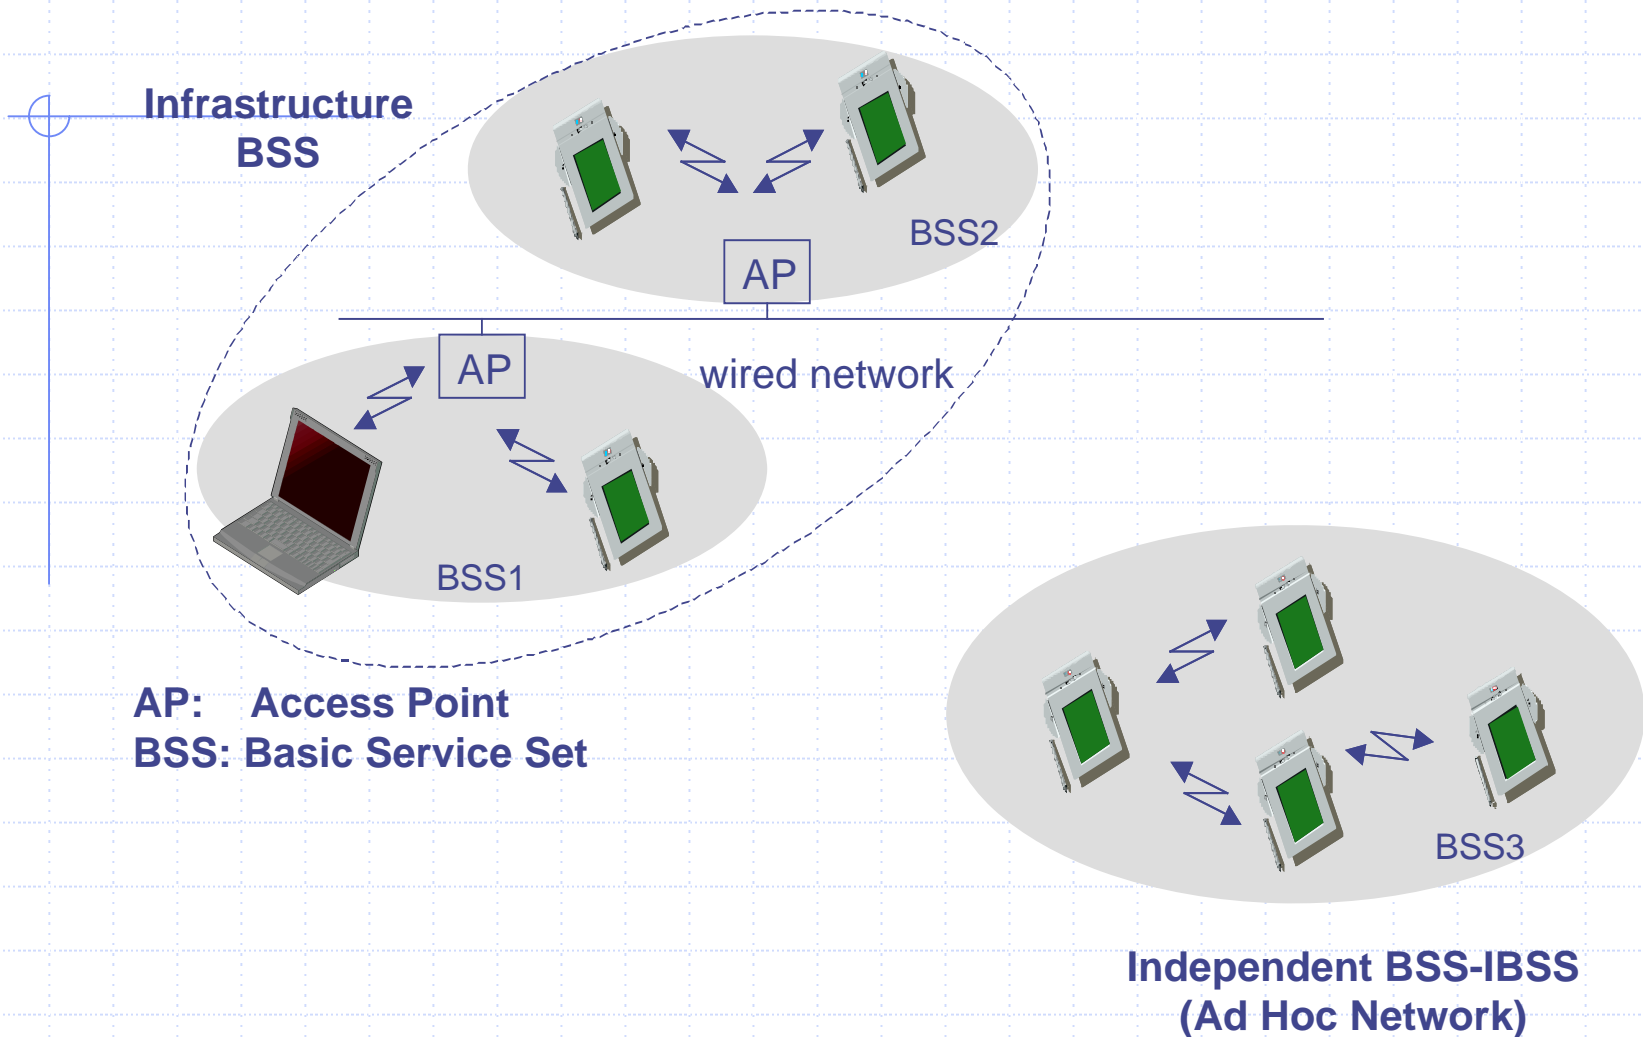 Infrastructure
BSS
BSS2
AP
AP
wired network
BSS1
AP: Access Point
BSS: Basic Service Set
BSS3
Independent BSS-IBSS
(Ad Hoc Network)